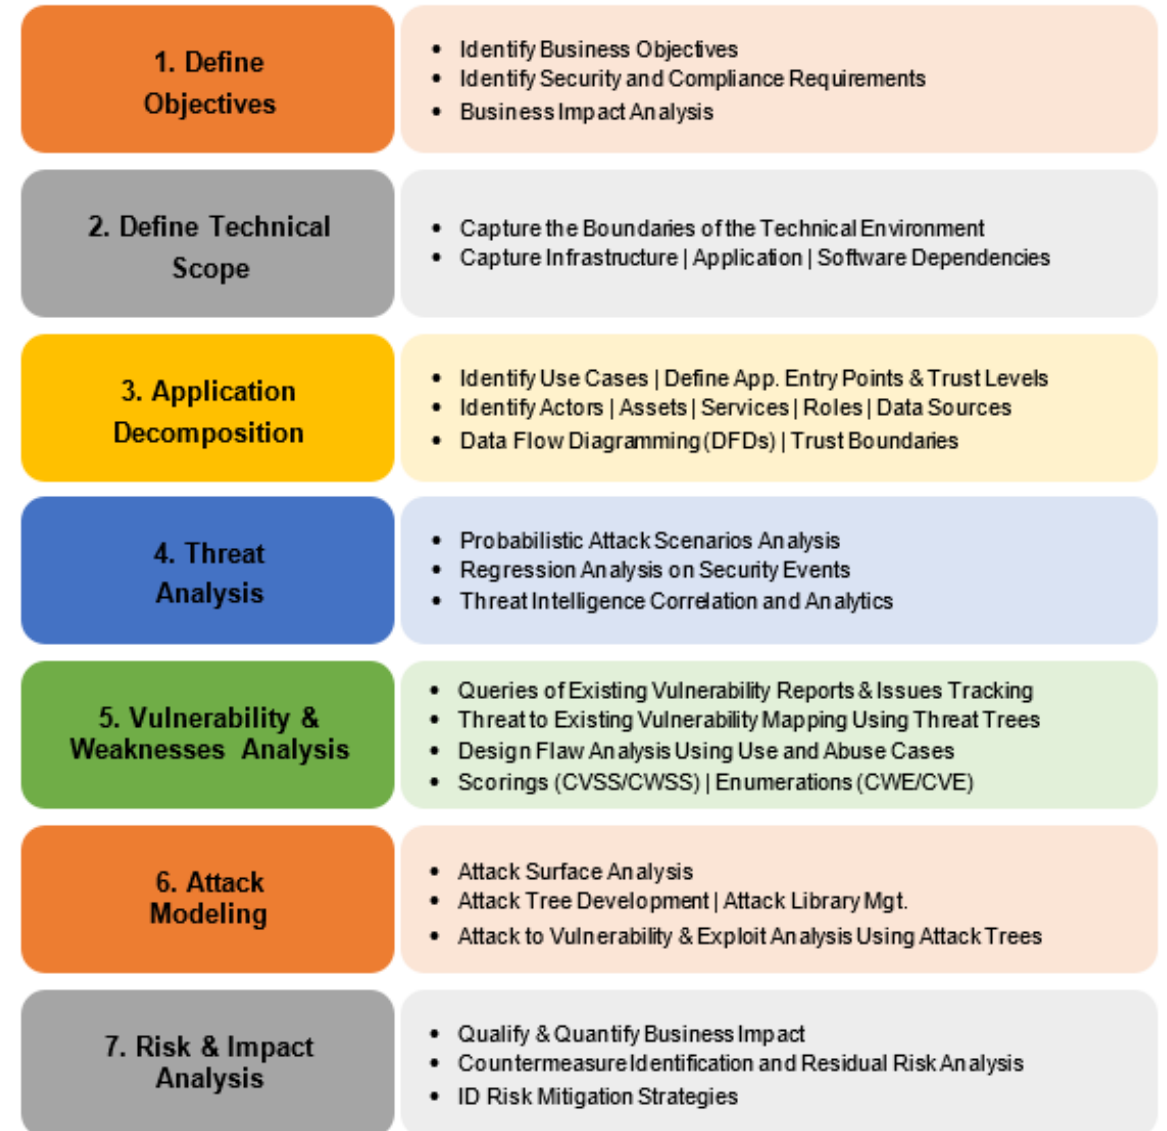 1. Define
Objectives
• Identify Business Objectives
• Identify Security and Compliance Requirements
• Business Impact Analysis
2. Define Technical
Scope
• Capture the Boundaries of the Technical Environment
• Capture Infrastructure | Application | Software Dependencies
3. Application
Decomposition
• Identify Use Cases | Define App. Entry Points & Trust Levels
• Identify Actors | Assets | Services | Roles | Data Sources
• Data Flow Diagramming (DFDs) | Trust Boundaries
4. Threat
Analysis
• Probabilistic Attack Scenarios Analysis
• Regression Analysis on Security Events
• Threat Intelligence Correlation and Analytics
5. Vulnerability &
Weaknesses Analysis
• Queries of Existing Vulnerability Reports & Issues Tracking
• Threat to Existing Vulnerability Mapping Using Threat Trees
• Design Flaw Analysis Using Use and Abuse Cases
• Scorings (CVSS/CWSS) | Enumerations (CWE/CVE)
6. Attack
Modeling
• Attack Surface Analysis
• Attack Tree Development | Attack Library Mgt.
• Attack to Vulnerability & Exploit Analysis Using Attack Trees
7. Risk & Impact
Analysis
• Qualify & Quantify Business Impact
• Countermeasure Identification and Residual Risk Analysis
• ID Risk Mitigation Strategies